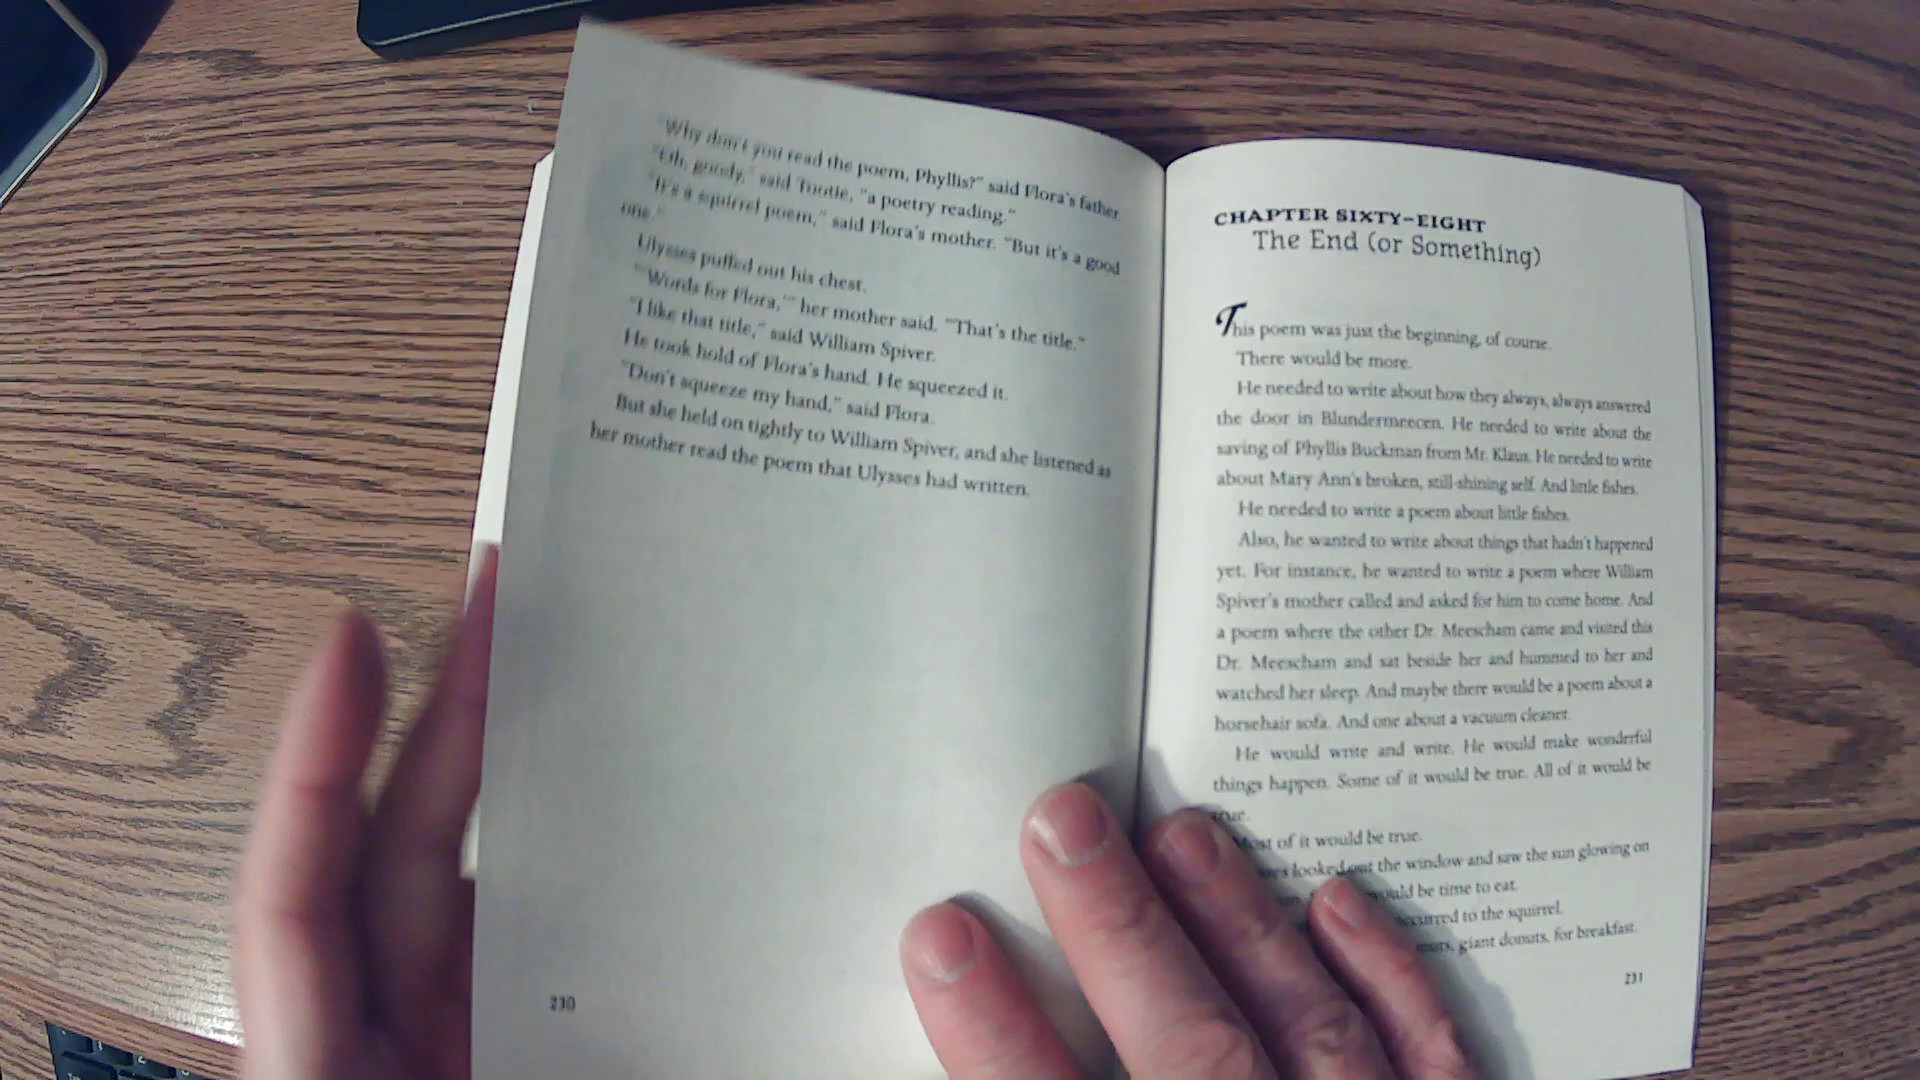 "Why don't you read the poem, Phyllis?" said Flora's father.
"Oh, goody," said Tootie, "a poetry reading."
"It's a squirrel poem," said Flora's mother. "But it's a good
one."
Ulysses puffed out his chest.
"'Words for Flora,'" her mother said. "That's the title."
"I like that title," said William Spiver.
He took hold of Flora's hand. He squeezed it.
"Don't squeeze my hand," said Flora.
But she held on tightly to William Spiver, and she listened as
her mother read the poem that Ulysses had written.
230
CHAPTER SIXTY-EIGHT
The End (or Something)
This poem was just the beginning, of course.
There would be more.
He needed to write about how they always, always answered
the door in Blundermeecen. He needed to write about the
saving of Phyllis Buckman from Mr. Klaus. He needed to write
about Mary Ann's broken, still-shining self. And little fishes.
He needed to write a poem about little fishes.
Also, he wanted to write about things that hadn't happened
yet. For instance, he wanted to write a poem where William
Spiver's mother called and asked for him to come home. And
a poem where the other Dr. Meescham came and visited this
Dr. Meescham and sat beside her and hummed to her and
watched her sleep. And maybe there would be a poem about a
horsehair sofa. And one about a vacuum cleaner.
He would write and write. He would make wonderful
things happen. Some of it would be true. All of it would be
true.
Most of it would be true.
looked out the window and saw the sun glowing on
would be time to eat.
occurred to the squirrel.
giant donuts, for breakfast.
231